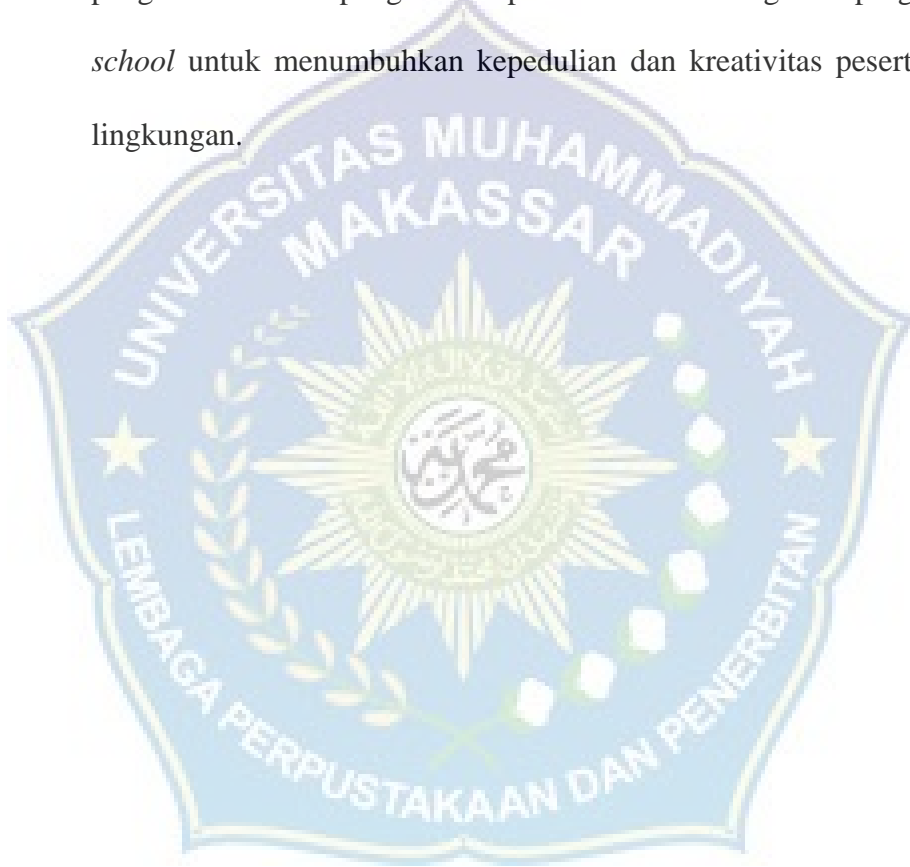 school untuk menumbuhkan kepedulian dan kreativitas pesert
lingkungan.
UNIVERSITAS MUHAMMADIYAH
MAKASSAR
LEMBAGA PERPUSTAKAAN DAN PENERBITAN